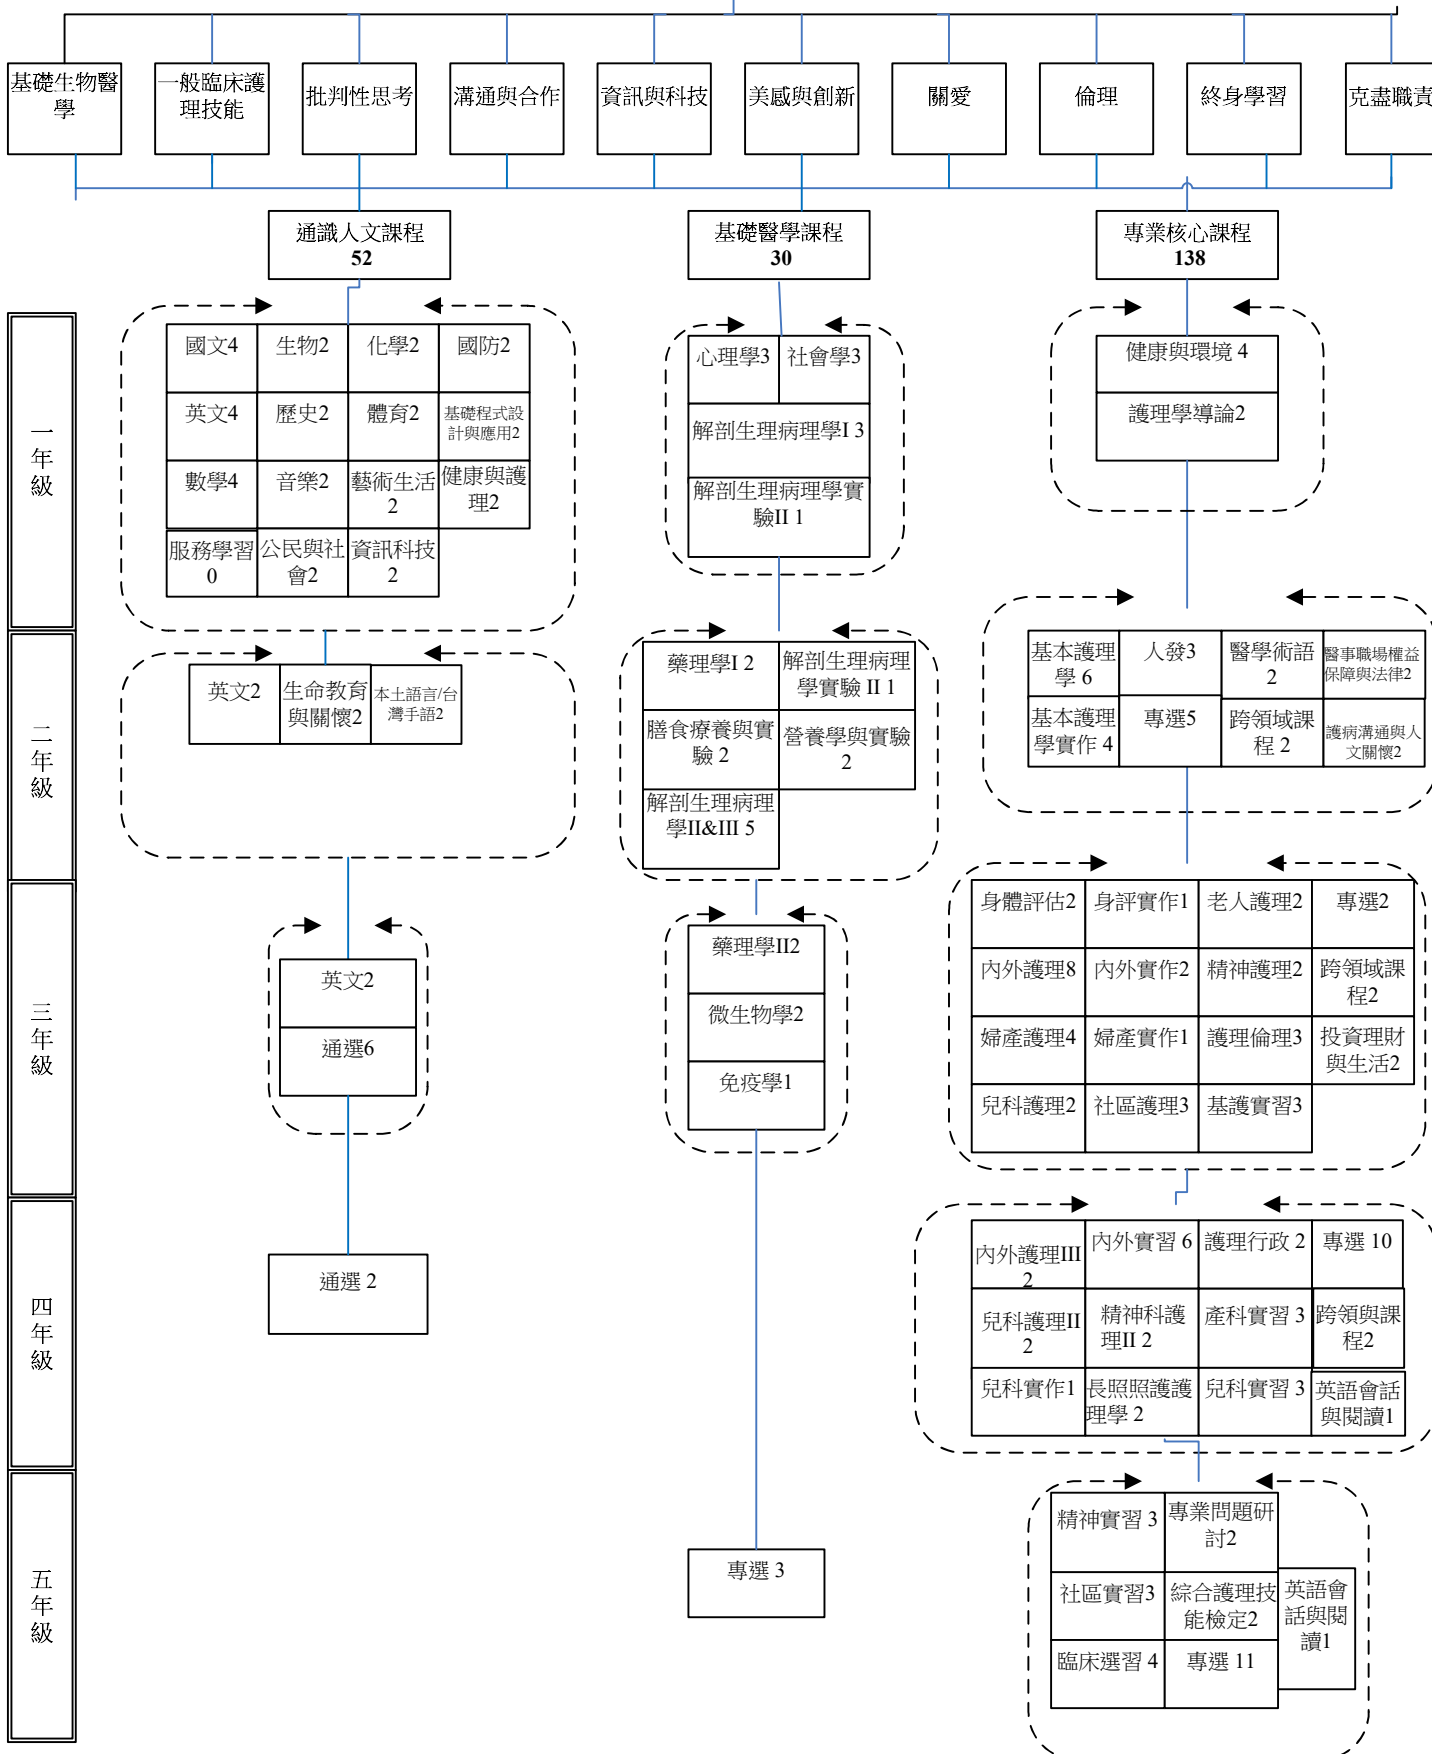 基礎生物醫
學
一般臨床護
理技能
批判性思考
溝通與合作
資訊與科技
美感與創新
關愛
倫理
終身學習
克盡職責
通識人文課程
52
基礎醫學課程
30
專業核心課程
138
一年級
國文4
生物2
化學2
國防2
英文4
歷史2
體育2
基礎程式設
計與應用2
數學4
音樂2
藝術生活
2
健康與護
理2
服務學習
0
公民與社
會2
資訊科技
2
心理學3
社會學3
解剖生理病理學I 3
解剖生理病理學實
驗II 1
健康與環境 4
護理學導論2
二年級
英文2
生命教育
與關懷2
本土語言/台
灣手語2
藥理學I 2
解剖生理病理
學實驗 II 1
膳食療養與實
驗 2
營養學與實驗
2
解剖生理病理
學II&III 5
基本護理
學 6
人發3
醫學術語
2
醫事職場權益
保障與法律2
基本護理
學實作 4
專選5
跨領域課
程 2
護病溝通與人
文關懷2
三年級
英文2
通選6
藥理學II2
微生物學2
免疫學1
身體評估2
身評實作1
老人護理2
專選2
內外護理8
內外實作2
精神護理2
跨領域課
程2
婦產護理4
婦產實作1
護理倫理3
投資理財
與生活2
兒科護理2
社區護理3
基護實習3
四年級
通選 2
內外護理III
2
內外實習 6
護理行政 2
專選 10
兒科護理II
2
精神科護
理II 2
產科實習 3
跨領與課
程2
兒科實作1
長照照護護
理學 2
兒科實習 3
英語會話
與閱讀1
五年級
專選 3
精神實習 3
專業問題研
討2
社區實習3
綜合護理技
能檢定2
英語會
話與閱
讀1
臨床選習 4
專選 11